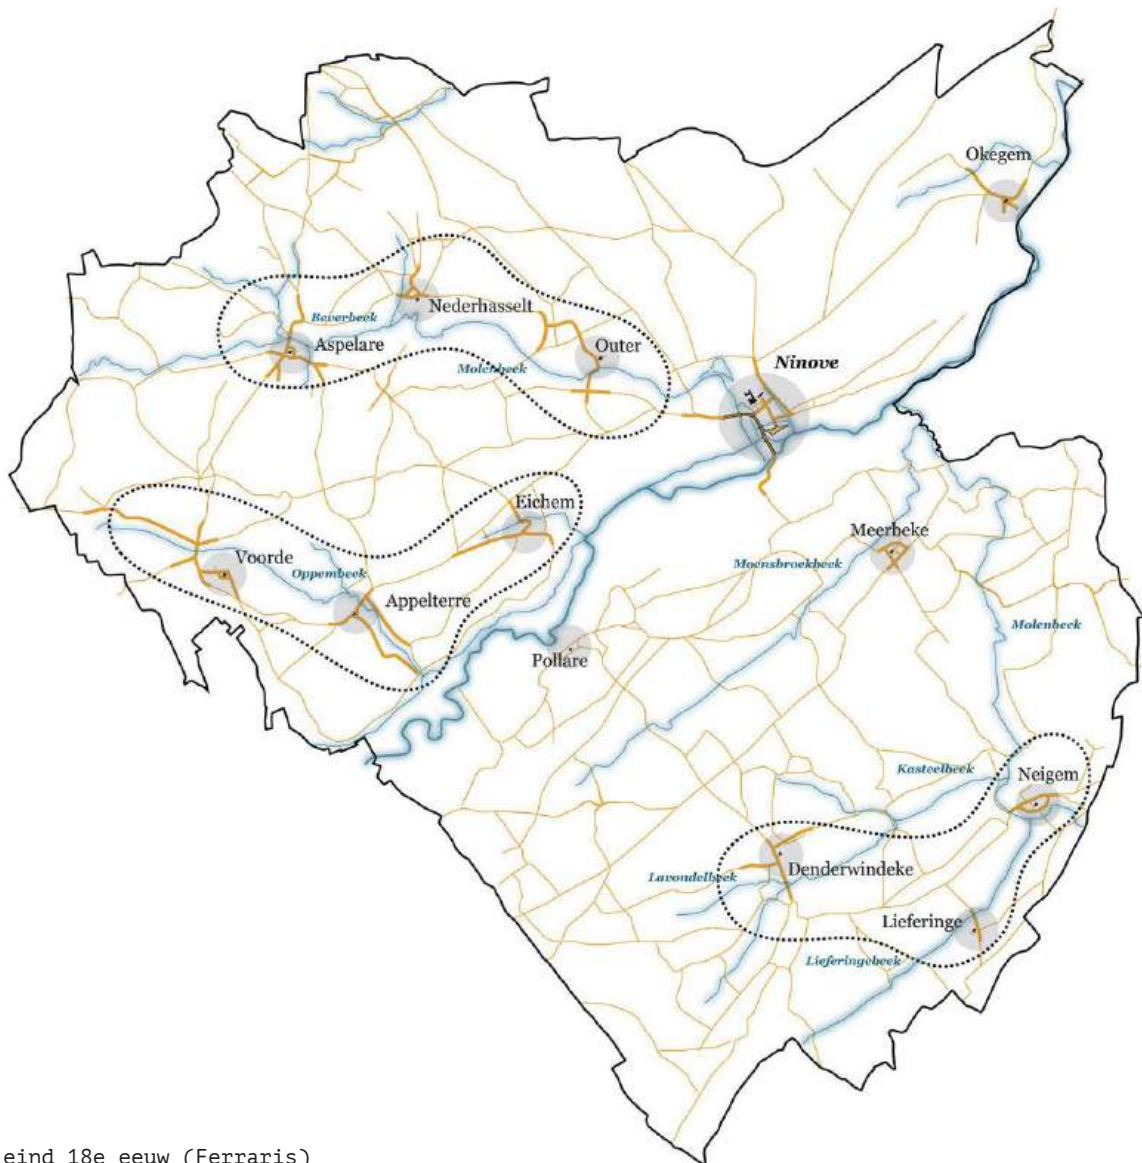 Okegem
Nederhasselt
Beverbeek
Aspelare
Outer
Molenbeek
Ninove
Eichem
Voorde
Oppembeek
Appelterre
Meerbeke
Moensbroekbeek
Molenbeek
Pollare
Kasteelbeek
Neigem
Lavondelbeek
Denderwindeke
Lieferinge
Lieferingebeek
eind 18e eeuw (Ferraris)